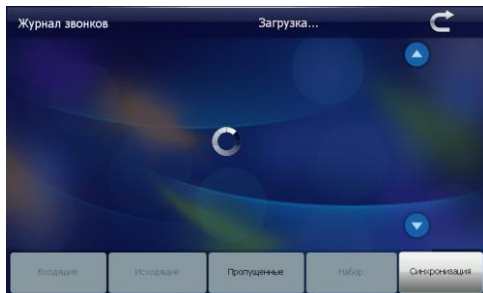 Журнал звонков
Загрузка...
Входящие
Исходящие
Пропущенные
Набор
Синхронизация